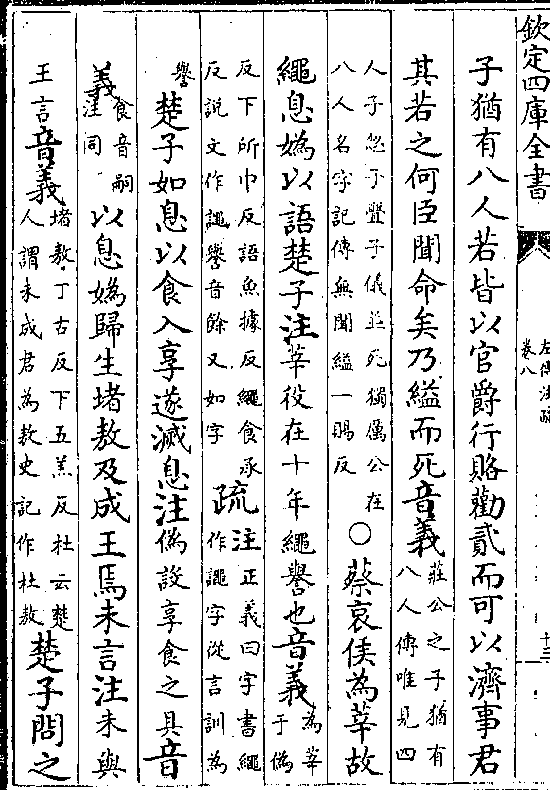 欽定四庫全書
左傳注疏
卷八
十三
子猶有八人若皆以官爵行賂勸貳而可以濟事君
其若之何臣聞命矣乃縊而死音義莊公之子猶有八人傳唯見四
人子忽子亹子儀並死獨厲公在八人名字記傳無聞縊一賜反○蔡哀侯為莘故
繩息媯以語楚子注莘役在十年繩譽也音義為莘于偽
反下所巾反語魚據反繩食承反說文作譝譽音餘又如字疏注正義曰字書繩作譝字從言訓為
譽楚子如息以食入享遂滅息注偽設享食之具音
義食音嗣注同以息媯歸生堵敖及成王焉未言注未與
王言音義堵敖丁古反下五羔反杜云楚人謂未成君為敖史記作杜敖楚子問之